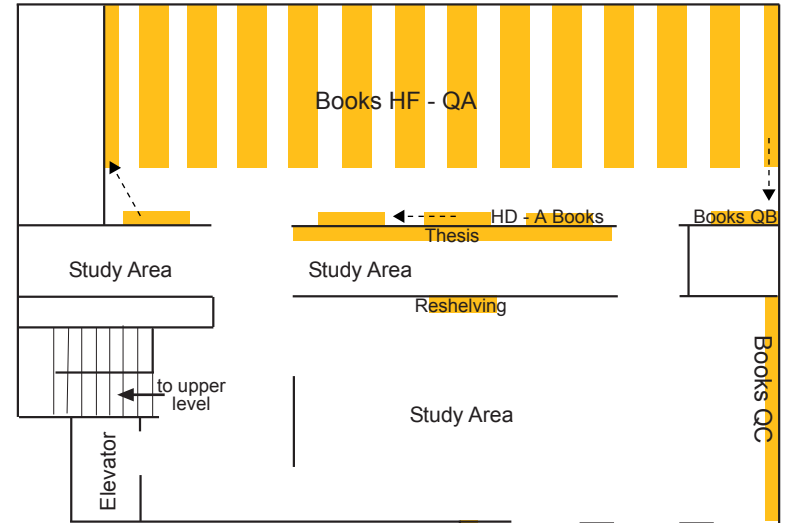 Books HF - QA
HD - A Books
Books QB
Thesis
Study Area
Study Area
Reshelving
Books QC
to upper
level
Study Area
Elevator